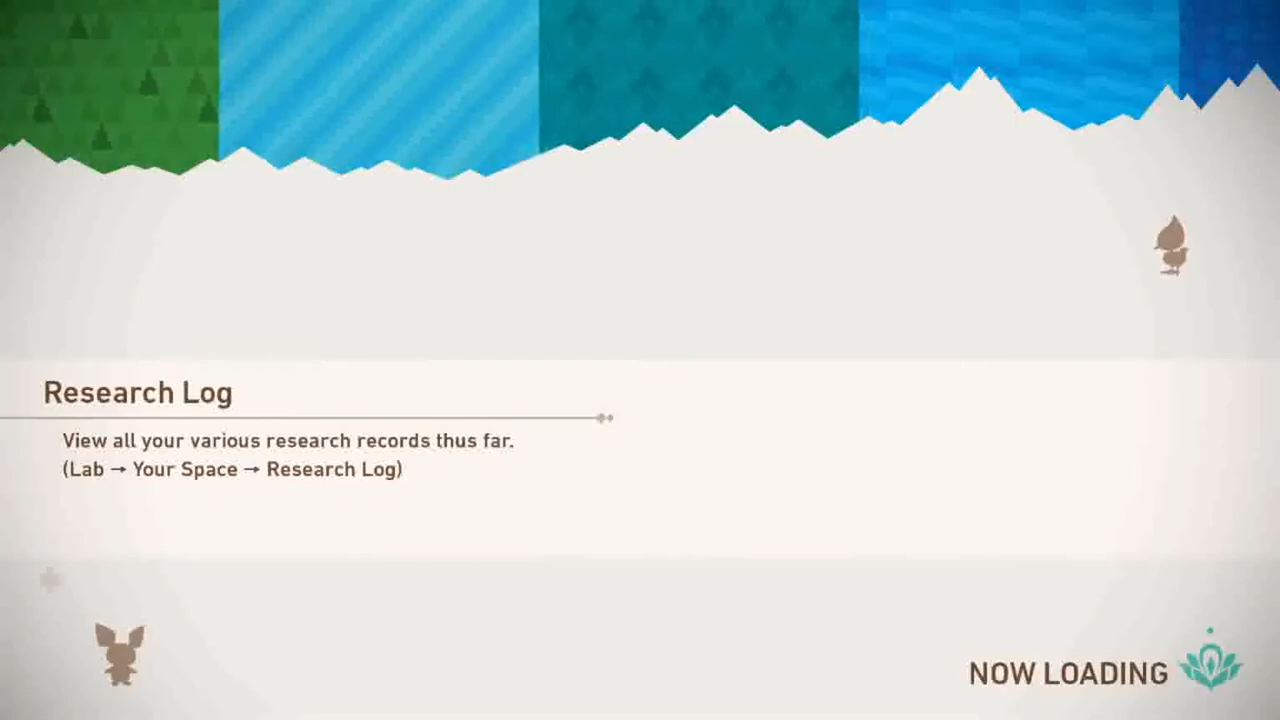 Research Log
View all your various research records thus far.
(Lab → Your Space → Research Log)
NOW LOADING